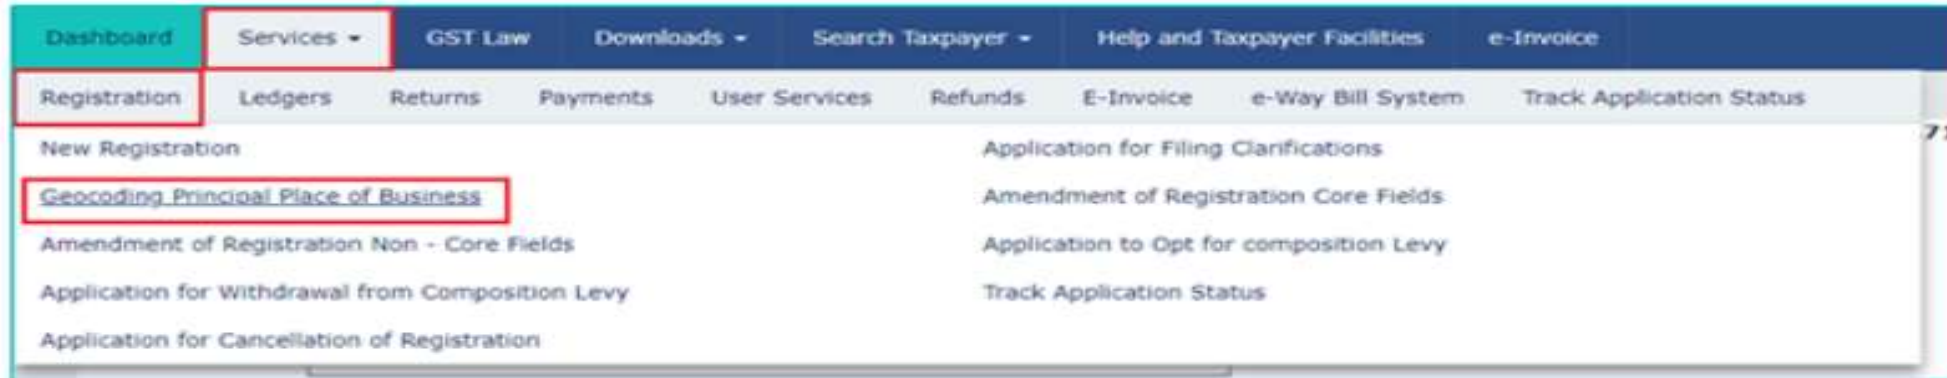 Dashboard Services GST Law Downloads Search Taxpayer Help and Taxpayer Facilities e-Invoice
Registration Ledgers Returns Payments User Services Refunds E-Invoice e-Way Bill System Track Application Status
New Registration Application for Filing Clarifications
Geocoding Principal Place of Business Amendment of Registration Core Fields
Amendment of Registration Non - Core Fields Application to Opt for composition Levy
Application for Withdrawal from Composition Levy Track Application Status
Application for Cancellation of Registration